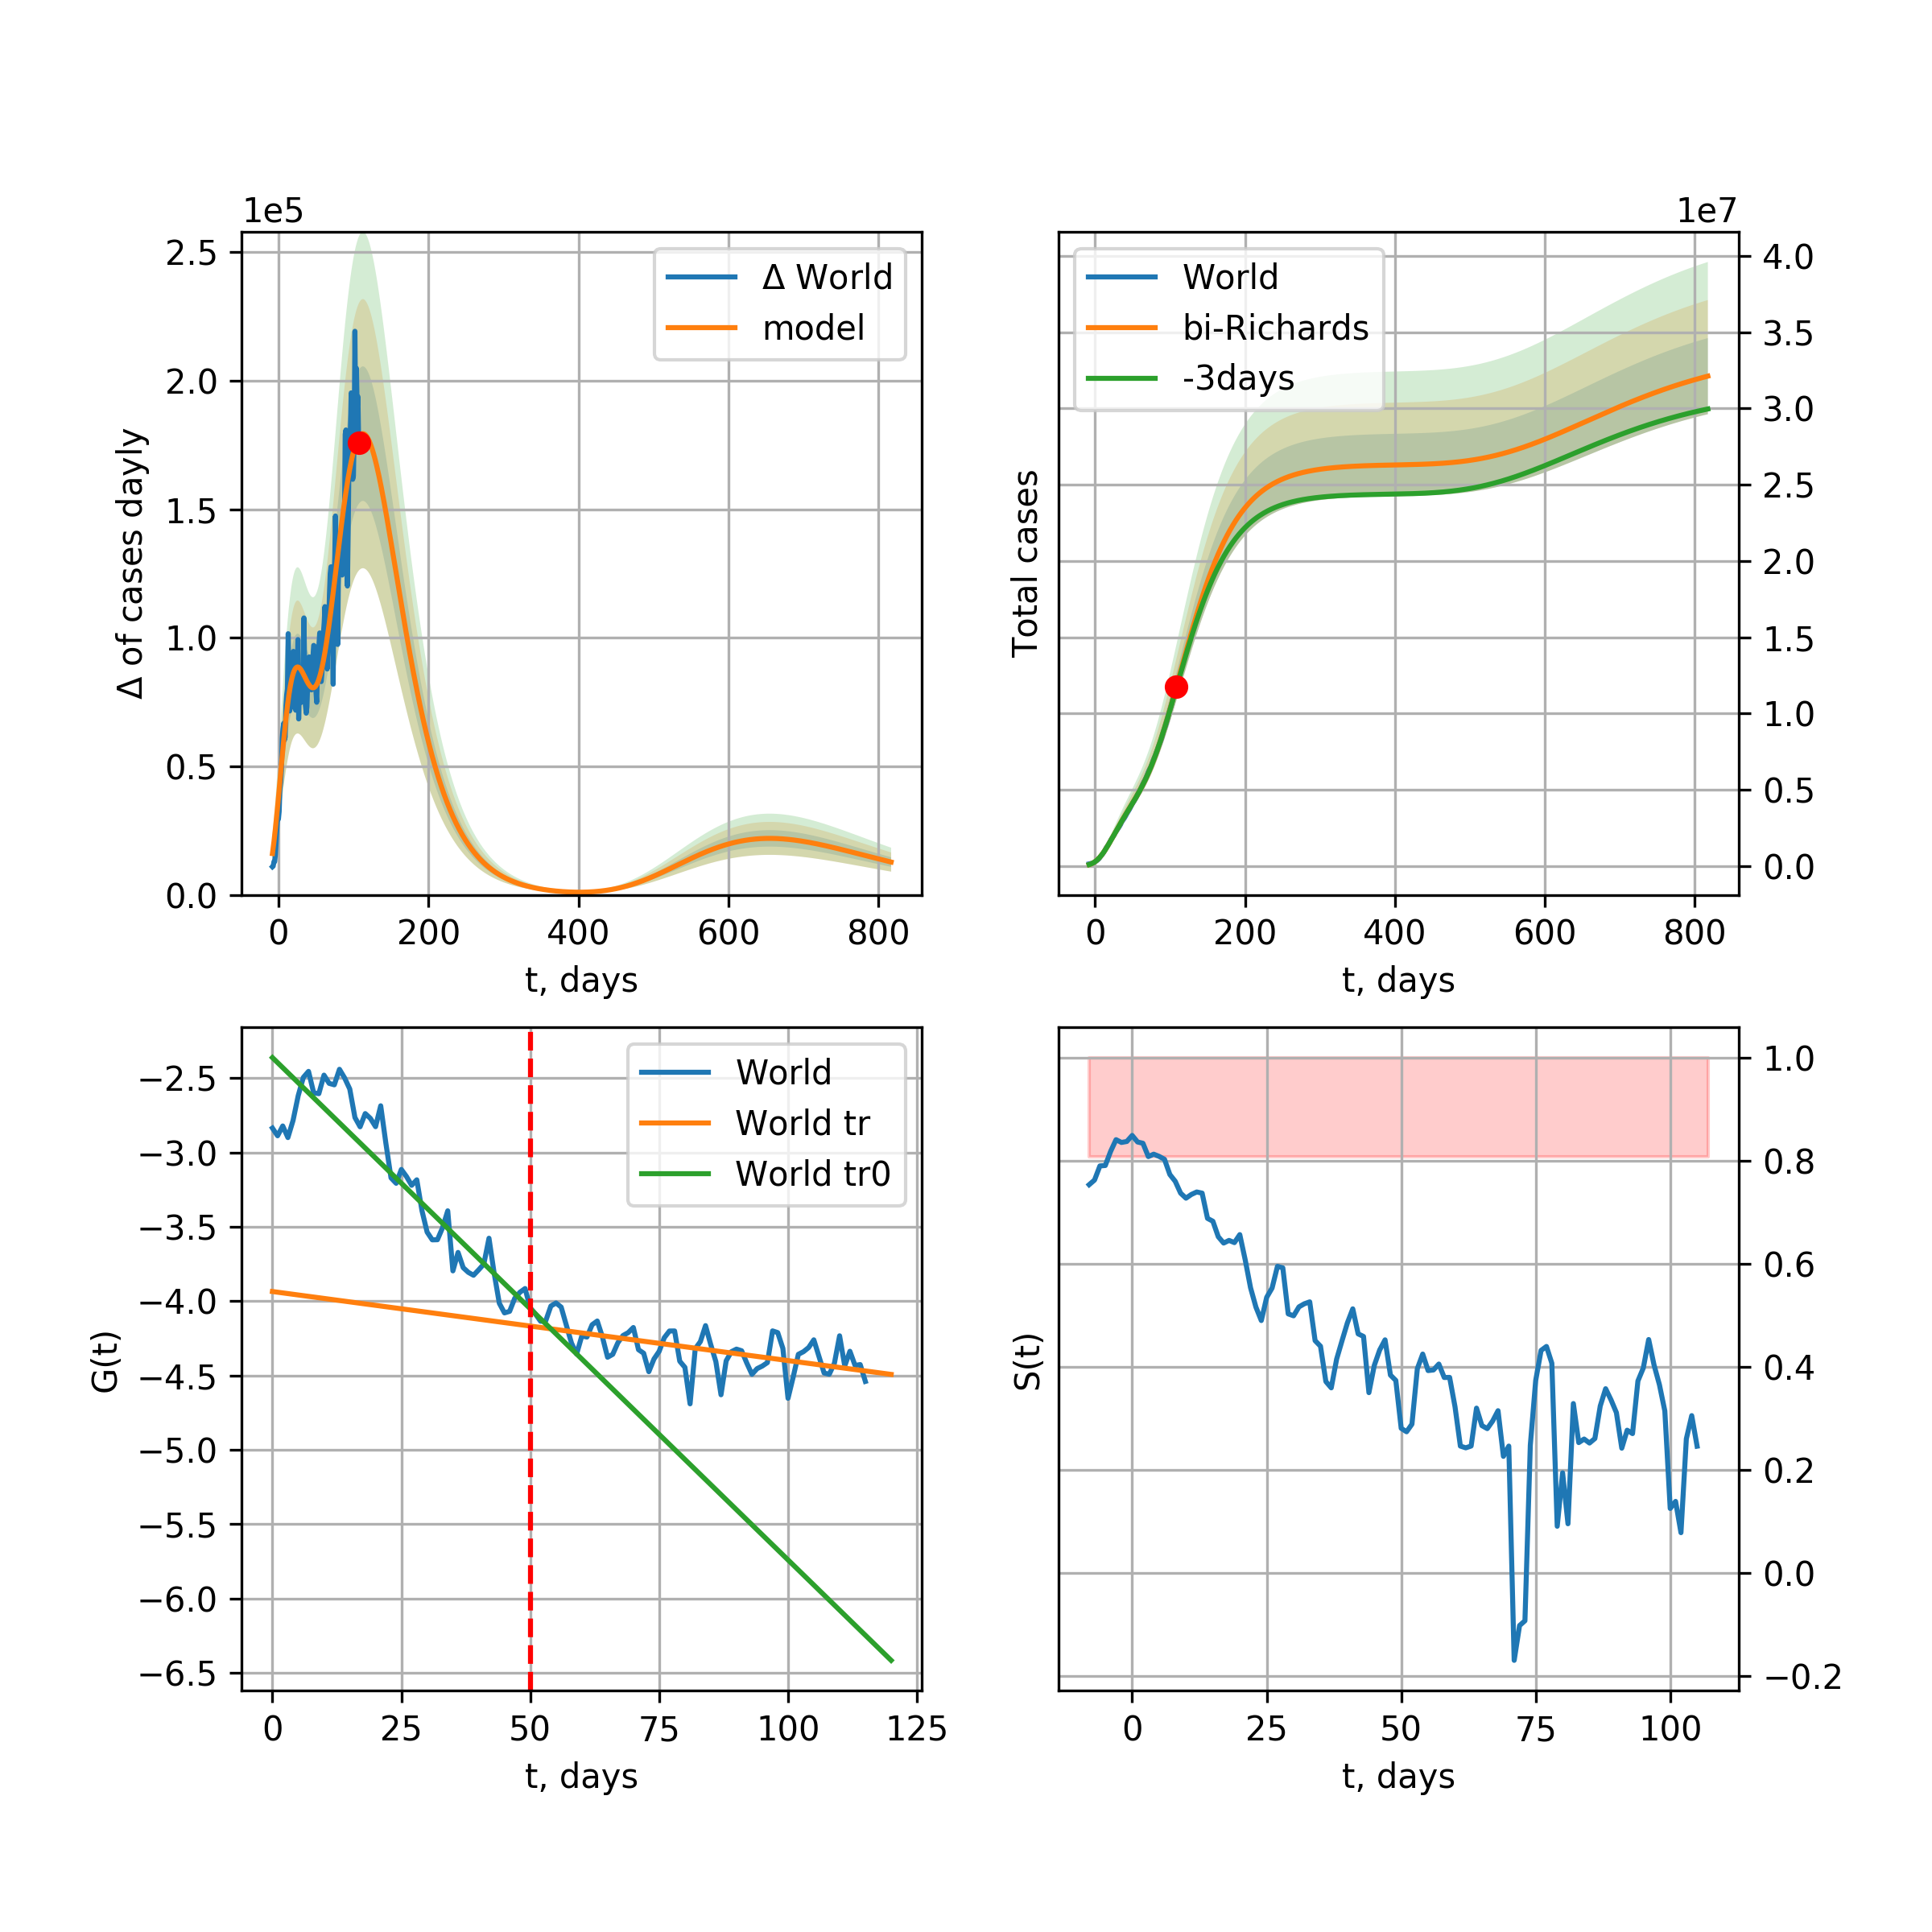 1e5
2.5
2.0
1.5
1.0
0.5
0.0
Δ of cases dayly
Δ World
model
0 200 400 600 800
t, days
1e7
World
bi-Richards
-3days
Total cases
4.0
3.5
3.0
2.5
2.0
1.5
1.0
0.5
0.0
0 200 400 600 800
t, days
−2.5
−3.0
−3.5
−4.0
−4.5
−5.0
−5.5
−6.0
−6.5
G(t)
World
World tr
World tr0
0 25 50 75 100 125
t, days
S(t)
1.0
0.8
0.6
0.4
0.2
0.0
−0.2
0 25 50 75 100
t, days